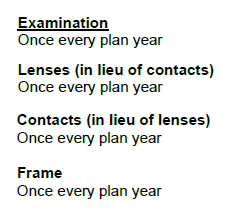 Examination
Once every plan year
Lenses (in lieu of contacts)
Once every plan year
Contacts (in lieu of lenses)
Once every plan year
Frame
Once every plan year